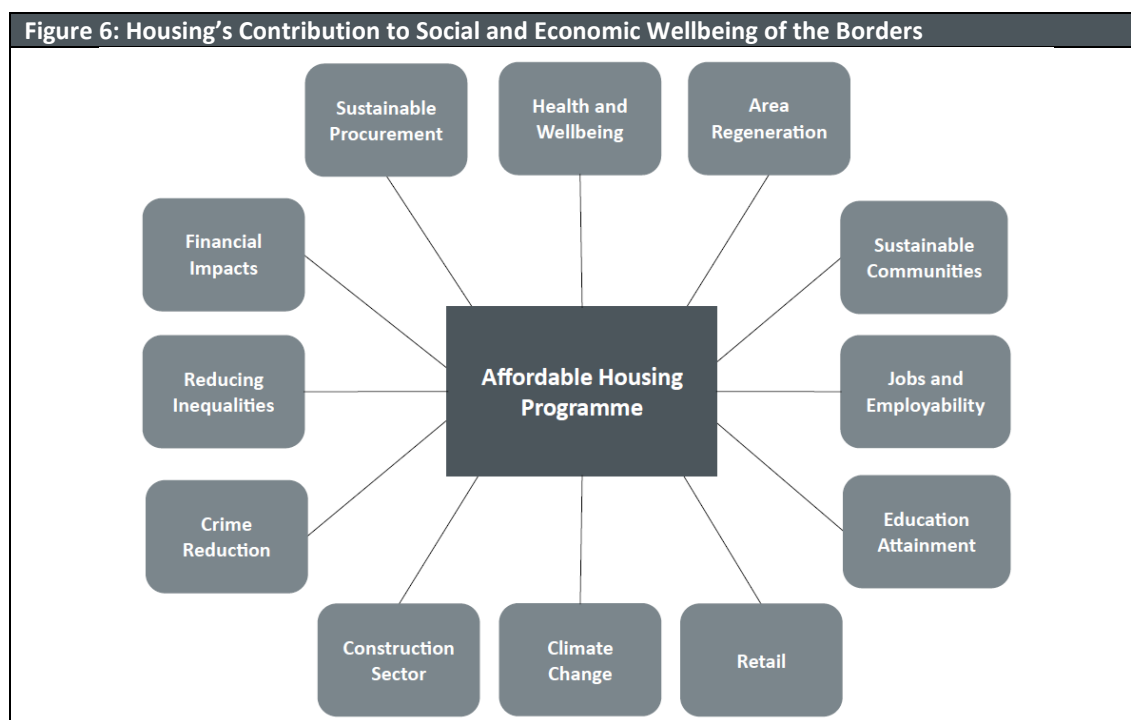 Figure 6: Housing’s Contribution to Social and Economic Wellbeing of the Borders
Sustainable
Procurement
Health and
Wellbeing
Area
Regeneration
Financial
Impacts
Sustainable
Communities
Reducing
Inequalities
Affordable Housing
Programme
Jobs and
Employability
Crime
Reduction
Education
Attainment
Construction
Sector
Climate
Change
Retail